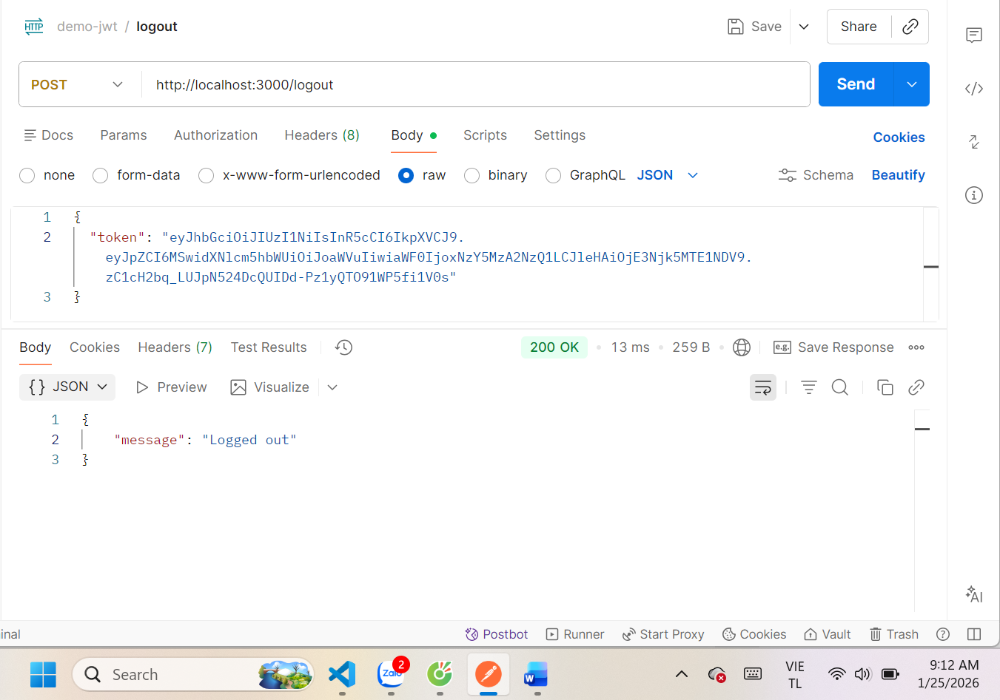 HTTP demo-jwt / logout Save Share
POST http://localhost:3000/logout Send
Docs Params Authorization Headers (8) Body Scripts Settings Cookies
none form-data x-www-form-urlencoded raw binary GraphQL JSON Schema Beautify
1 {
2 "token": "eyJhbGciOiJIUzI1NiIsInR5cCI6IkpXVCJ9.
eyJpZCI6MSwidXNlcm5hbWUiOiJoaWVuIiwiaWF0IjoxNzY5MzA2NzQ1LCJleHAiOjE3Njk5MTE1NDV9.
zC1cH2bq_LUJpN524DcQUIDd-Pz1yQTO91WP5fi1V0s"
3 }
Body Cookies Headers (7) Test Results 200 OK • 13 ms • 259 B • e.g. Save Response
{} JSON Preview Visualize
1 {
2 "message": "Logged out"
3 }
AI
inal Postbot Runner Start Proxy Cookies Vault Trash
Search Zalo 2 W VIE 9:12 AM
TL 1/25/2026